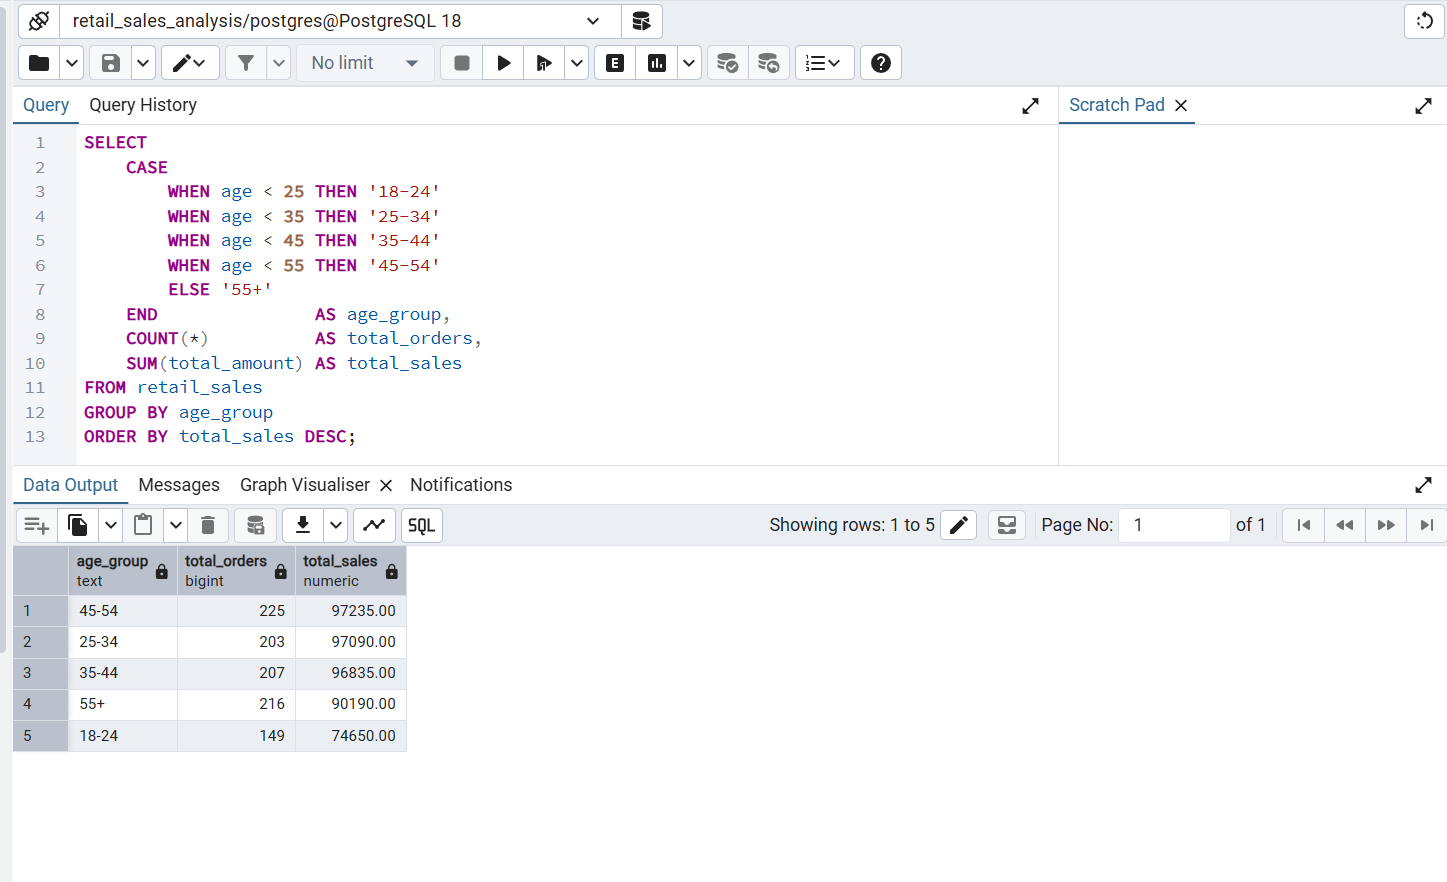 retail_sales_analysis/postgres@PostgreSQL 18
No limit
E
Query Query History
Scratch Pad
1 SELECT
2 CASE
3 WHEN age < 25 THEN '18-24'
4 WHEN age < 35 THEN '25-34'
5 WHEN age < 45 THEN '35-44'
6 WHEN age < 55 THEN '45-54'
7 ELSE '55+'
8 END AS age_group,
9 COUNT(*) AS total_orders,
10 SUM(total_amount) AS total_sales
11 FROM retail_sales
12 GROUP BY age_group
13 ORDER BY total_sales DESC;
Data Output Messages Graph Visualiser Notifications
SQL Showing rows: 1 to 5 Page No: 1 of 1
age_group total_orders total_sales
text bigint numeric
1 45-54 225 97235.00
2 25-34 203 97090.00
3 35-44 207 96835.00
4 55+ 216 90190.00
5 18-24 149 74650.00